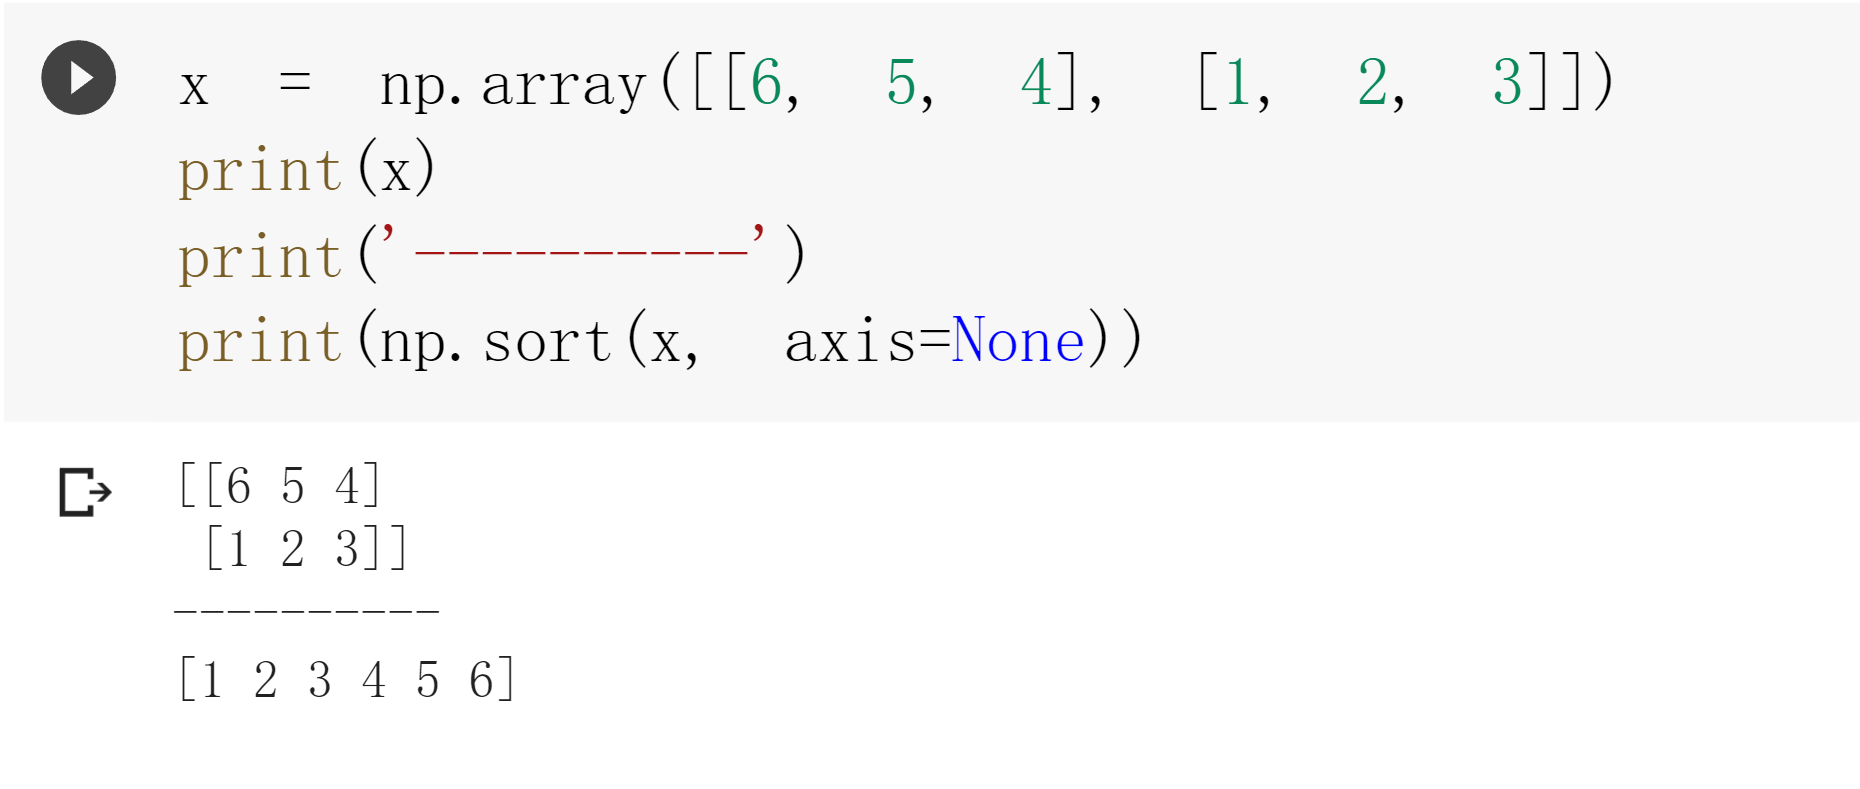 x = np.array([[6, 5, 4], [1, 2, 3]])
print(x)
print('----------')
print(np.sort(x, axis=None))
[[6 5 4]
 [1 2 3]]
----------
[1 2 3 4 5 6]